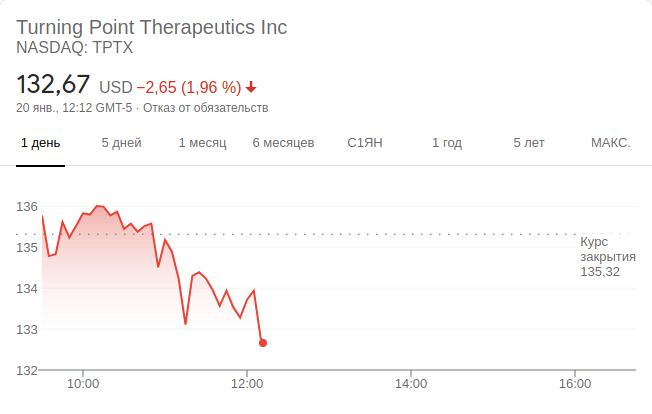 Turning Point Therapeutics Inc
NASDAQ: TPTX
132,67 USD −2,65 (1,96 %)
20 янв., 12:12 GMT-5 · Отказ от обязательств
1 день 5 дней 1 месяц 6 месяцев С1ЯН 1 год 5 лет МАКС.
136
135
134
133
132
Курс
закрытия
135,32
10:00 12:00 14:00 16:00